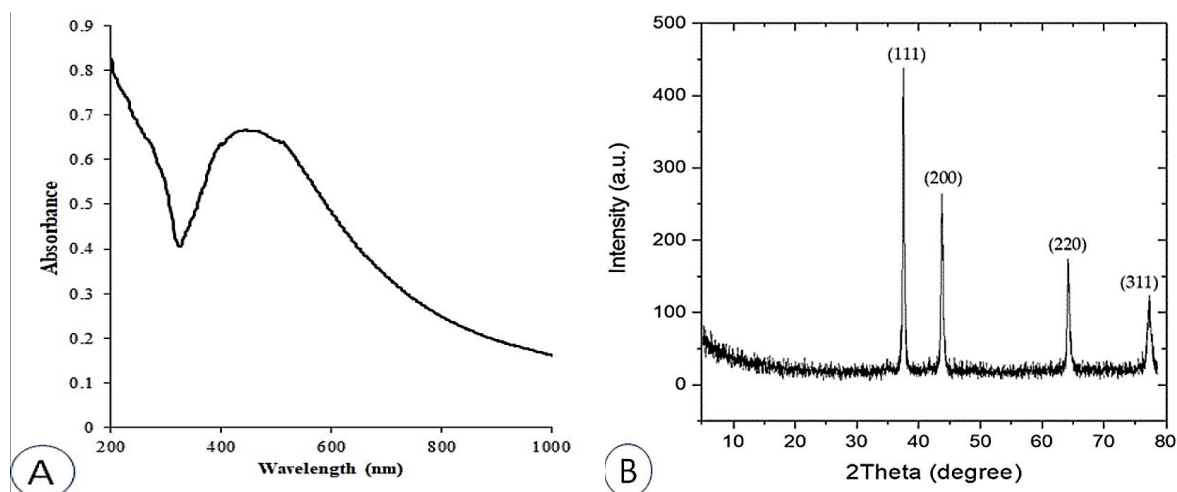 0.9
0.8
0.7
0.6
0.5
0.4
0.3
0.2
0.1
0
Absorbance
200 400 600 800 1000
Wavelength (nm)
A
500
400
300
200
100
0
Intensity (a.u.)
(111)
(200)
(220)
(311)
10 20 30 40 50 60 70 80
2Theta (degree)
B